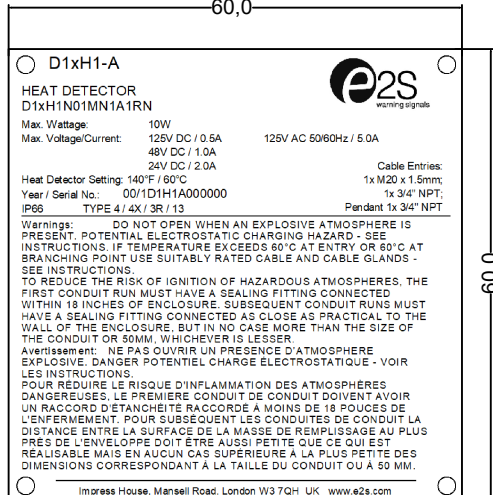 60,0
D1xH1-A
e2S
warning signals
HEAT DETECTOR
D1xH1N01MN1A1RN
Max. Wattage: 10W
Max. Voltage/Current: 125V DC / 0.5A 125V AC 50/60Hz / 5.0A
48V DC / 1.0A
24V DC / 2.0A
Cable Entries:
Heat Detector Setting: 140°F / 60°C 1x M20 x 1.5mm;
Year / Serial No.: 00/1D1H1A000000 1x 3/4" NPT;
IP66 TYPE 4 / 4X / 3R / 13 Pendant 1x 3/4" NPT
Warnings: DO NOT OPEN WHEN AN EXPLOSIVE ATMOSPHERE IS
PRESENT. POTENTIAL ELECTROSTATIC CHARGING HAZARD - SEE
INSTRUCTIONS. IF TEMPERATURE EXCEEDS 60°C AT ENTRY OR 60°C AT
BRANCHING POINT USE SUITABLY RATED CABLE AND CABLE GLANDS -
SEE INSTRUCTIONS.
TO REDUCE THE RISK OF IGNITION OF HAZARDOUS ATMOSPHERES, THE
FIRST CONDUIT RUN MUST HAVE A SEALING FITTING CONNECTED
WITHIN 18 INCHES OF ENCLOSURE. SUBSEQUENT CONDUIT RUNS MUST
HAVE A SEALING FITTING CONNECTED AS CLOSE AS PRACTICAL TO THE
WALL OF THE ENCLOSURE, BUT IN NO CASE MORE THAN THE SIZE OF
THE CONDUIT OR 50MM, WHICHEVER IS LESSER.
Avertissement: NE PAS OUVRIR UN PRESENCE D'ATMOSPHERE
EXPLOSIVE. DANGER POTENTIEL CHARGE ÉLECTROSTATIQUE - VOIR
LES INSTRUCTIONS.
POUR RÉDUIRE LE RISQUE D'INFLAMMATION DES ATMOSPHÈRES
DANGEREUSES, LE PREMIERE CONDUIT DE CONDUIT DOIVENT AVOIR
UN RACCORD D'ÉTANCHÉITÉ RACCORDÉ À MOINS DE 18 POUCES DE
L'ENFERMEMENT. POUR SUBSÉQUENT LES CONDUITES DE CONDUIT LA
DISTANCE ENTRE LA SURFACE DE LA MASSE DE REMPLISSAGE AU PLUS
PRÈS DE L'ENVELOPPE DOIT ÊTRE AUSSI PETITE QUE CE QUI EST
RÉALISABLE MAIS EN AUCUN CAS SUPÉRIEURE À LA PLUS PETITE DES
DIMENSIONS CORRESPONDANT À LA TAILLE DU CONDUIT OU À 50 MM.
Impress House, Mansell Road, London W3 7QH UK www.e2s.com
60,0